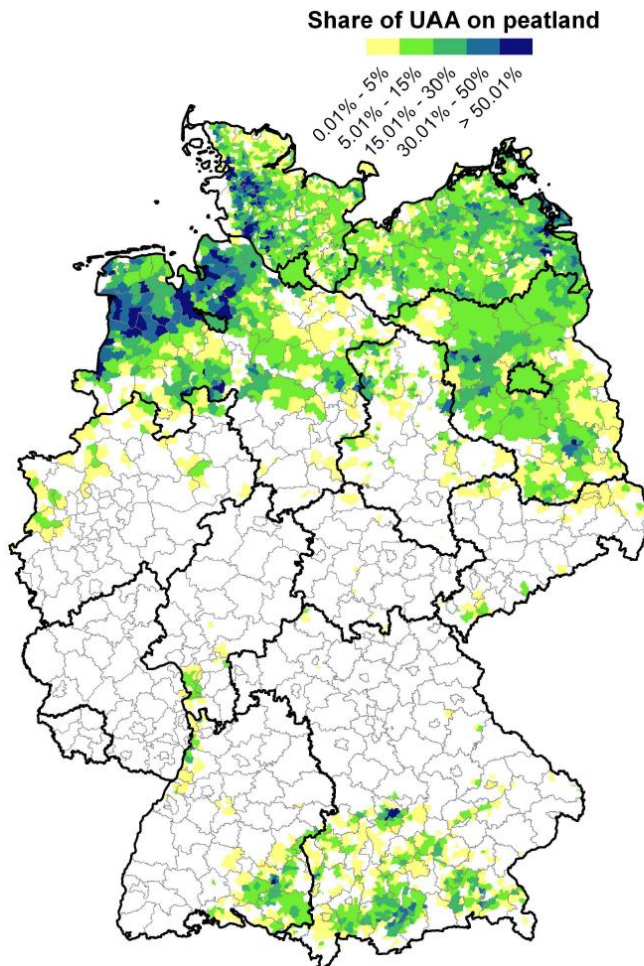 Share of UAA on peatland
0.01% - 5%
5.01% - 15%
15.01% - 30%
30.01% - 50%
> 50.01%